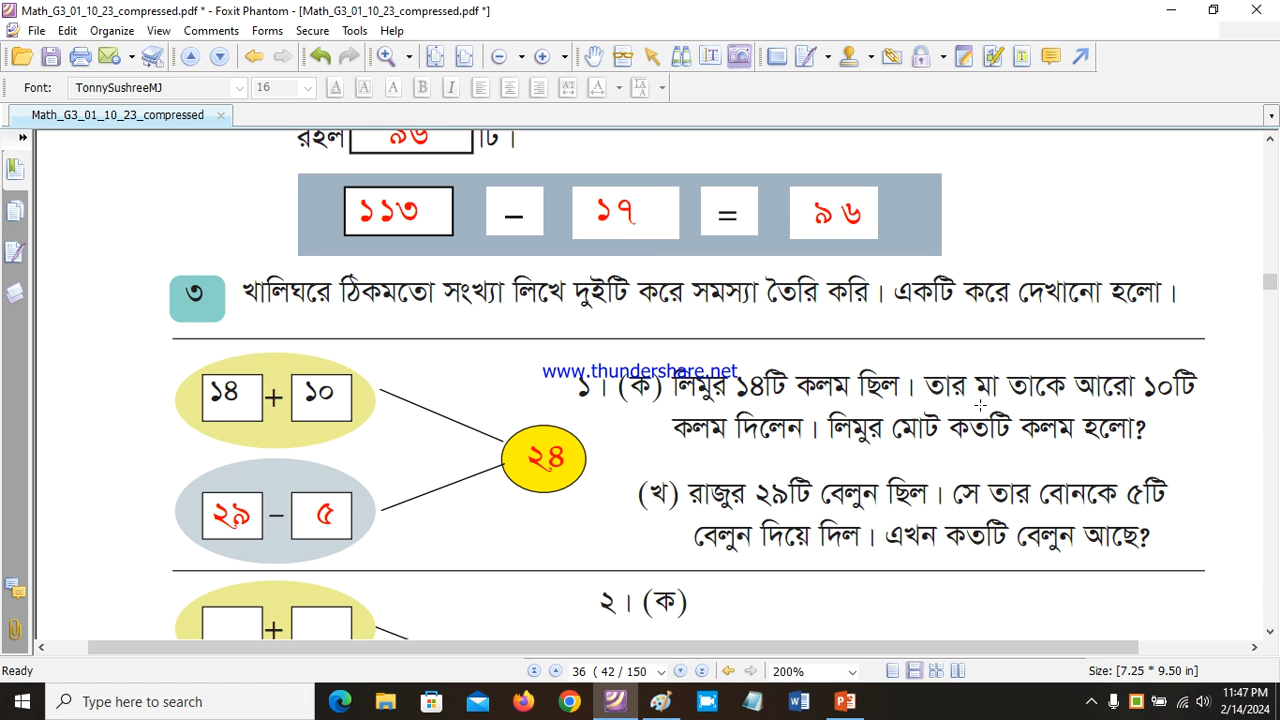 Math_G3_01_10_23_compressed.pdf * - Foxit Phantom - [Math_G3_01_10_23_compressed.pdf *]
File Edit Organize View Comments Forms Secure Tools Help
Font: TonnySushreeMJ 16
Math_G3_01_10_23_compressed
রহিল ৯৬ টি।
১১৩ – ১৭ = ৯৬
৩ খালিঘরে ঠিকমতো সংখ্যা লিখে দুইটি করে সমস্যা তৈরি করি। একটি করে দেখানো হলো।
www.thundershare.net
১৪ + ১০
২৯ – ৫
২৪
১। (ক) লিমুর ১৪টি কলম ছিল। তার মা তাকে আরো ১০টি
কলম দিলেন। লিমুর মোট কতটি কলম হলো?
(খ) রাজুর ২৯টি বেলুন ছিল। সে তার বোনকে ৫টি
বেলুন দিয়ে দিল। এখন কতটি বেলুন আছে?
+
২। (ক)
Ready 36 ( 42 / 150 ) 200% Size: [7.25 * 9.50 in]
Type here to search
11:47 PM
2/14/2024